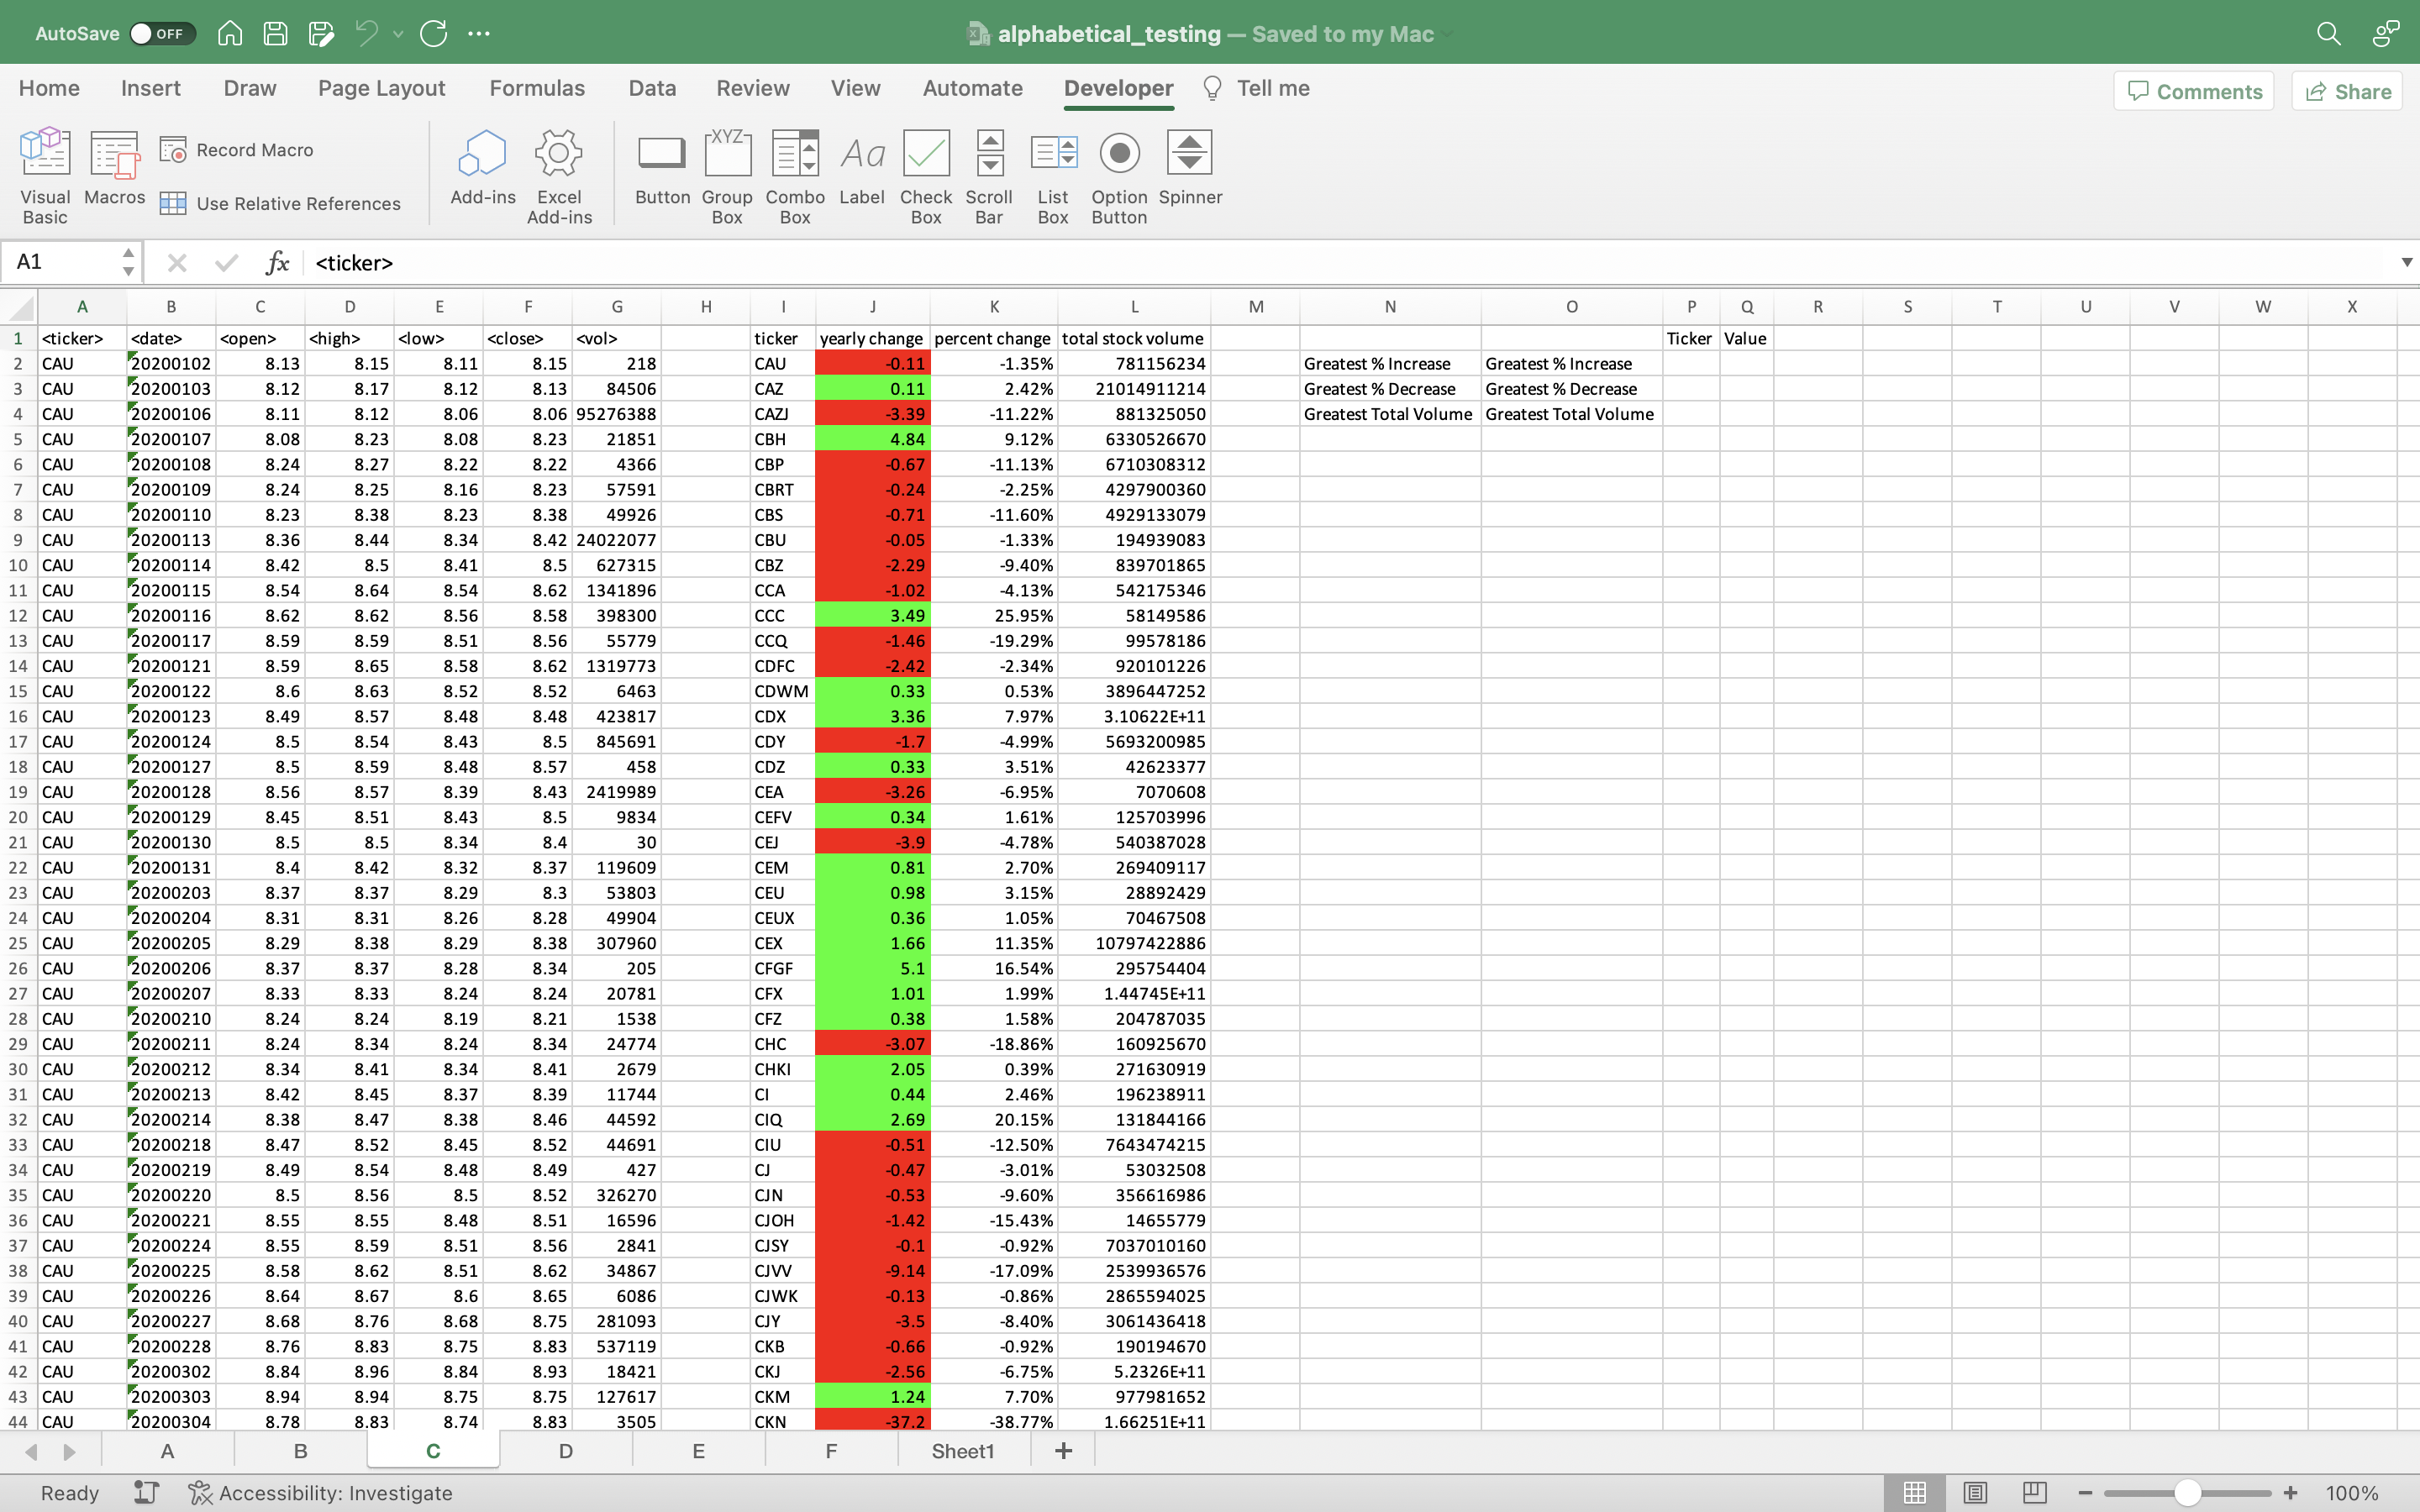 AutoSave OFF alphabetical_testing — Saved to my Mac
Home Insert Draw Page Layout Formulas Data Review View Automate Developer Tell me Comments Share
Visual Basic Macros Record Macro Use Relative References Add-ins Excel Add-ins Button Group Box Combo Box Label Check Box Scroll Bar List Box Option Button Spinner
XYZ Aa
A1 fx <ticker>
A B C D E F G H I J K L M N O P Q R S T U V W X
1 <ticker> <date> <open> <high> <low> <close> <vol> ticker yearly change percent change total stock volume Ticker Value
2 CAU 20200102 8.13 8.15 8.11 8.15 218 CAU -0.11 -1.35% 781156234 Greatest % Increase Greatest % Increase
3 CAU 20200103 8.12 8.17 8.12 8.13 84506 CAZ 0.11 2.42% 21014911214 Greatest % Decrease Greatest % Decrease
4 CAU 20200106 8.11 8.12 8.06 8.06 95276388 CAZJ -3.39 -11.22% 881325050 Greatest Total Volume Greatest Total Volume
5 CAU 20200107 8.08 8.23 8.08 8.23 21851 CBH 4.84 9.12% 6330526670
6 CAU 20200108 8.24 8.27 8.22 8.22 4366 CBP -0.67 -11.13% 6710308312
7 CAU 20200109 8.24 8.25 8.16 8.23 57591 CBRT -0.24 -2.25% 4297900360
8 CAU 20200110 8.23 8.38 8.23 8.38 49926 CBS -0.71 -11.60% 4929133079
9 CAU 20200113 8.36 8.44 8.34 8.42 24022077 CBU -0.05 -1.33% 194939083
10 CAU 20200114 8.42 8.5 8.41 8.5 627315 CBZ -2.29 -9.40% 839701865
11 CAU 20200115 8.54 8.64 8.54 8.62 1341896 CCA -1.02 -4.13% 542175346
12 CAU 20200116 8.62 8.62 8.56 8.58 398300 CCC 3.49 25.95% 58149586
13 CAU 20200117 8.59 8.59 8.51 8.56 55779 CCQ -1.46 -19.29% 99578186
14 CAU 20200121 8.59 8.65 8.58 8.62 1319773 CDFC -2.42 -2.34% 920101226
15 CAU 20200122 8.6 8.63 8.52 8.52 6463 CDWM 0.33 0.53% 3896447252
16 CAU 20200123 8.49 8.57 8.48 8.48 423817 CDX 3.36 7.97% 3.10622E+11
17 CAU 20200124 8.5 8.54 8.43 8.5 845691 CDY -1.7 -4.99% 5693200985
18 CAU 20200127 8.5 8.59 8.48 8.57 458 CDZ 0.33 3.51% 42623377
19 CAU 20200128 8.56 8.57 8.39 8.43 2419989 CEA -3.26 -6.95% 7070608
20 CAU 20200129 8.45 8.51 8.43 8.5 9834 CEFV 0.34 1.61% 125703996
21 CAU 20200130 8.5 8.5 8.34 8.4 30 CEJ -3.9 -4.78% 540387028
22 CAU 20200131 8.4 8.42 8.32 8.37 119609 CEM 0.81 2.70% 269409117
23 CAU 20200203 8.37 8.37 8.29 8.3 53803 CEU 0.98 3.15% 28892429
24 CAU 20200204 8.31 8.31 8.26 8.28 49904 CEUX 0.36 1.05% 70467508
25 CAU 20200205 8.29 8.38 8.29 8.38 307960 CEX 1.66 11.35% 10797422886
26 CAU 20200206 8.37 8.37 8.28 8.34 205 CFGF 5.1 16.54% 295754404
27 CAU 20200207 8.33 8.33 8.24 8.24 20781 CFX 1.01 1.99% 1.44745E+11
28 CAU 20200210 8.24 8.24 8.19 8.21 1538 CFZ 0.38 1.58% 204787035
29 CAU 20200211 8.24 8.34 8.24 8.34 24774 CHC -3.07 -18.86% 160925670
30 CAU 20200212 8.34 8.41 8.34 8.41 2679 CHKI 2.05 0.39% 271630919
31 CAU 20200213 8.42 8.45 8.37 8.39 11744 CI 0.44 2.46% 196238911
32 CAU 20200214 8.38 8.47 8.38 8.46 44592 CIQ 2.69 20.15% 131844166
33 CAU 20200218 8.47 8.52 8.45 8.52 44691 CIU -0.51 -12.50% 7643474215
34 CAU 20200219 8.49 8.54 8.48 8.49 427 CJ -0.47 -3.01% 53032508
35 CAU 20200220 8.5 8.56 8.5 8.52 326270 CJN -0.53 -9.60% 356616986
36 CAU 20200221 8.55 8.55 8.48 8.51 16596 CJOH -1.42 -15.43% 14655779
37 CAU 20200224 8.55 8.59 8.51 8.56 2841 CJSY -0.1 -0.92% 7037010160
38 CAU 20200225 8.58 8.62 8.51 8.62 34867 CJVV -9.14 -17.09% 2539936576
39 CAU 20200226 8.64 8.67 8.6 8.65 6086 CJWK -0.13 -0.86% 2865594025
40 CAU 20200227 8.68 8.76 8.68 8.75 281093 CJY -3.5 -8.40% 3061436418
41 CAU 20200228 8.76 8.83 8.75 8.83 537119 CKB -0.66 -0.92% 190194670
42 CAU 20200302 8.84 8.96 8.84 8.93 18421 CKJ -2.56 -6.75% 5.2326E+11
43 CAU 20200303 8.94 8.94 8.75 8.75 127617 CKM 1.24 7.70% 977981652
44 CAU 20200304 8.78 8.83 8.74 8.83 3505 CKN -37.2 -38.77% 1.66251E+11
A B C D E F Sheet1 +
Ready Accessibility: Investigate 100%